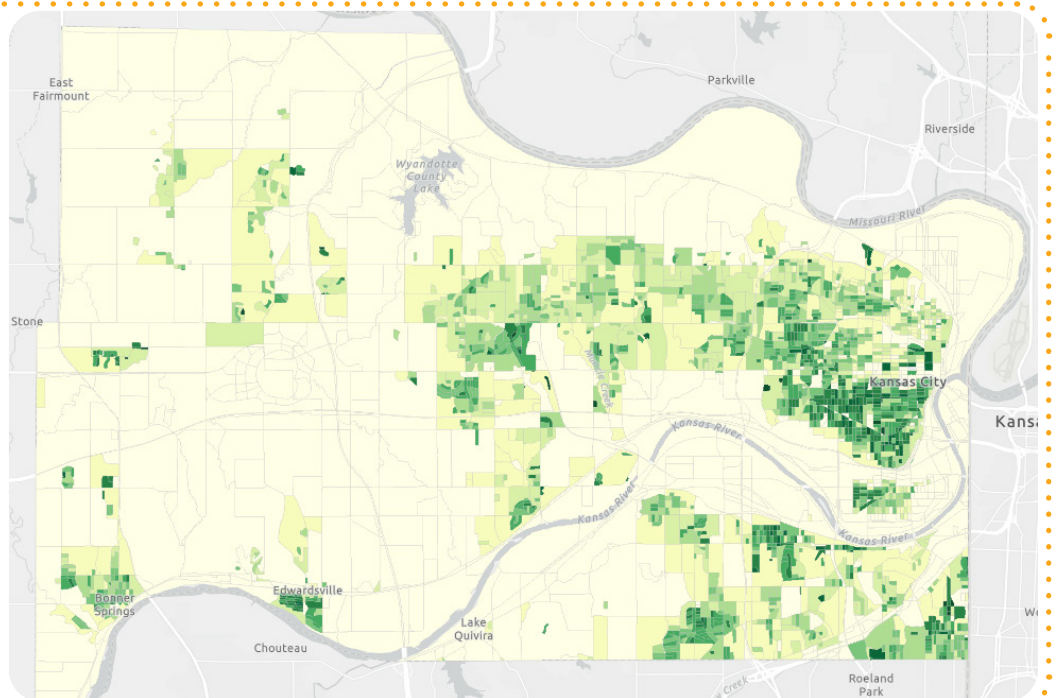 East
Fairmount
Parkville
Riverside
Wyandotte
County
Lake
Missouri River
Stone
Kansas City
Kansas River
Kansas River
Kansas River
Bonner
Springs
Edwardsville
Lake
Quivira
Chouteau
Roeland
Park
Creek